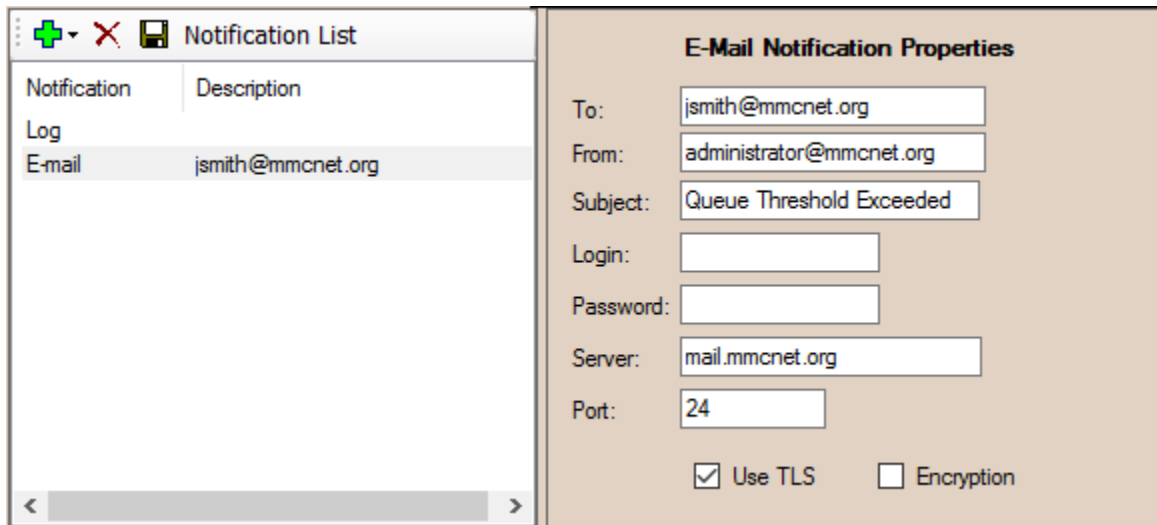 Notification List
Notification Description
Log
E-mail jsmith@mmcnet.org
E-Mail Notification Properties
To: jsmith@mmcnet.org
From: administrator@mmcnet.org
Subject: Queue Threshold Exceeded
Login:
Password:
Server: mail.mmcnet.org
Port: 24
Use TLS Encryption